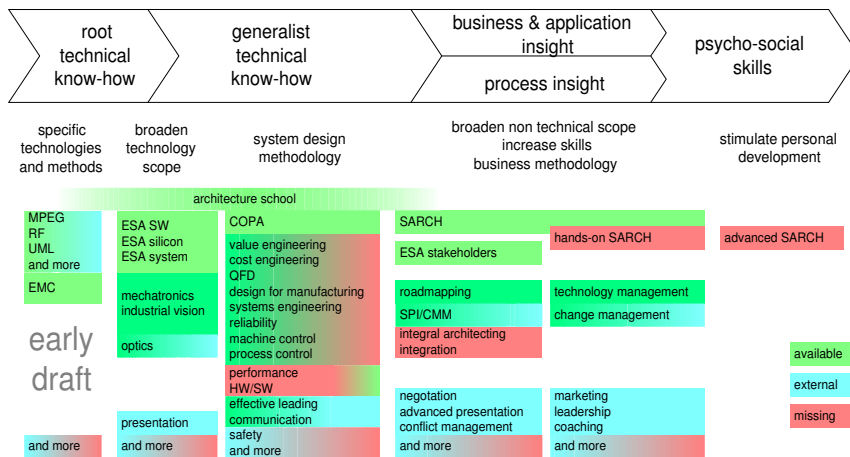 root
technical
know-how
generalist
technical
know-how
business & application
insight
process insight
psycho-social
skills
specific
technologies
and methods
broaden
technology
scope
system design
methodology
broaden non technical scope
increase skills
business methodology
stimulate personal
development
architecture school
MPEG
RF
UML
and more
EMC
early
draft
and more
ESA SW
ESA silicon
ESA system
mechatronics
industrial vision
optics
presentation
and more
COPA
value engineering
cost engineering
QFD
design for manufacturing
systems engineering
reliability
machine control
process control
performance
HW/SW
effective leading
communication
safety
and more
SARCH
ESA stakeholders
roadmapping
SPI/CMM
integral architecting
integration
negotation
advanced presentation
conflict management
and more
hands-on SARCH
technology management
change management
marketing
leadership
coaching
and more
advanced SARCH
available
external
missing